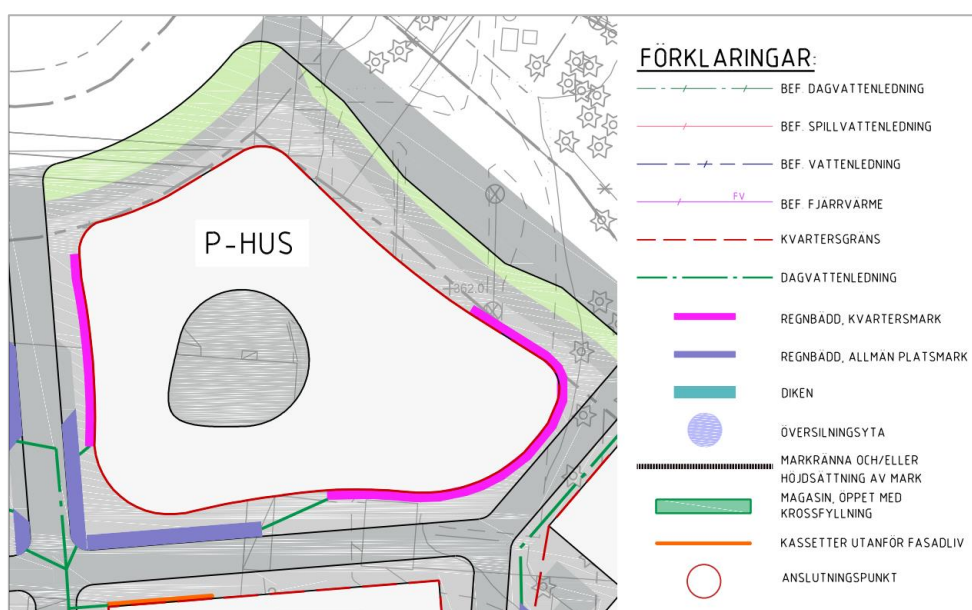 P-HUS
+362.0
FÖRKLARINGAR:
BEF. DAGVATTENLEDNING
BEF. SPILLVATTENLEDNING
BEF. VATTENLEDNING
FV
BEF. FJÄRRVÄRME
KVARTERSGRÄNS
DAGVATTENLEDNING
REGNBÄDD, KVARTERSMARK
REGNBÄDD, ALLMÄN PLATSMARK
DIKEN
ÖVERSILNINGSYTA
MARKRÄNNA OCH/ELLER
HÖJDSÄTTNING AV MARK
MAGASIN, ÖPPET MED
KROSSFYLLNING
KASSETTER UTANFÖR FASADLIV
ANSLUTNINGSPUNKT